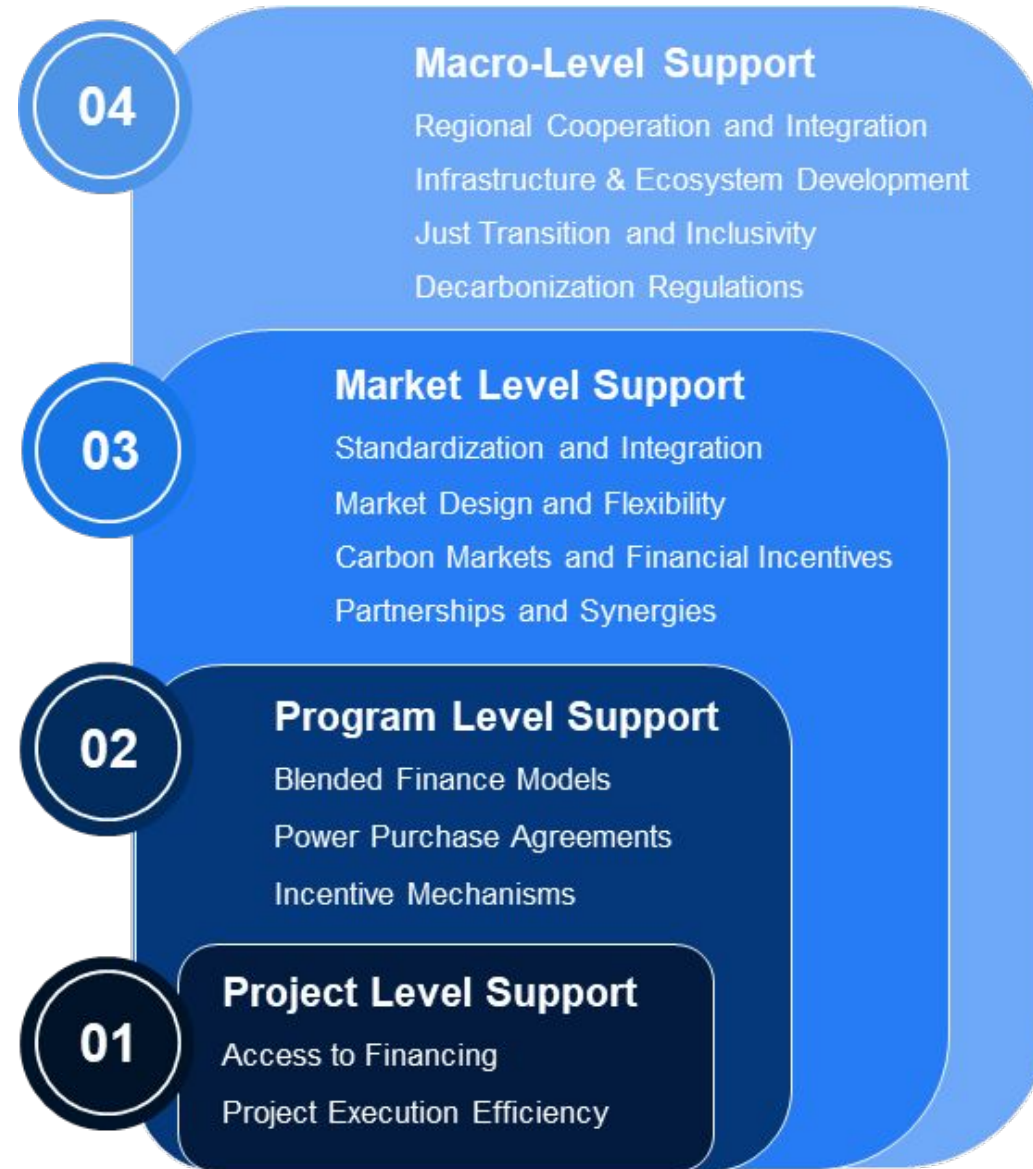 04
Macro-Level Support
Regional Cooperation and Integration
Infrastructure & Ecosystem Development
Just Transition and Inclusivity
Decarbonization Regulations
03
Market Level Support
Standardization and Integration
Market Design and Flexibility
Carbon Markets and Financial Incentives
Partnerships and Synergies
02
Program Level Support
Blended Finance Models
Power Purchase Agreements
Incentive Mechanisms
01
Project Level Support
Access to Financing
Project Execution Efficiency